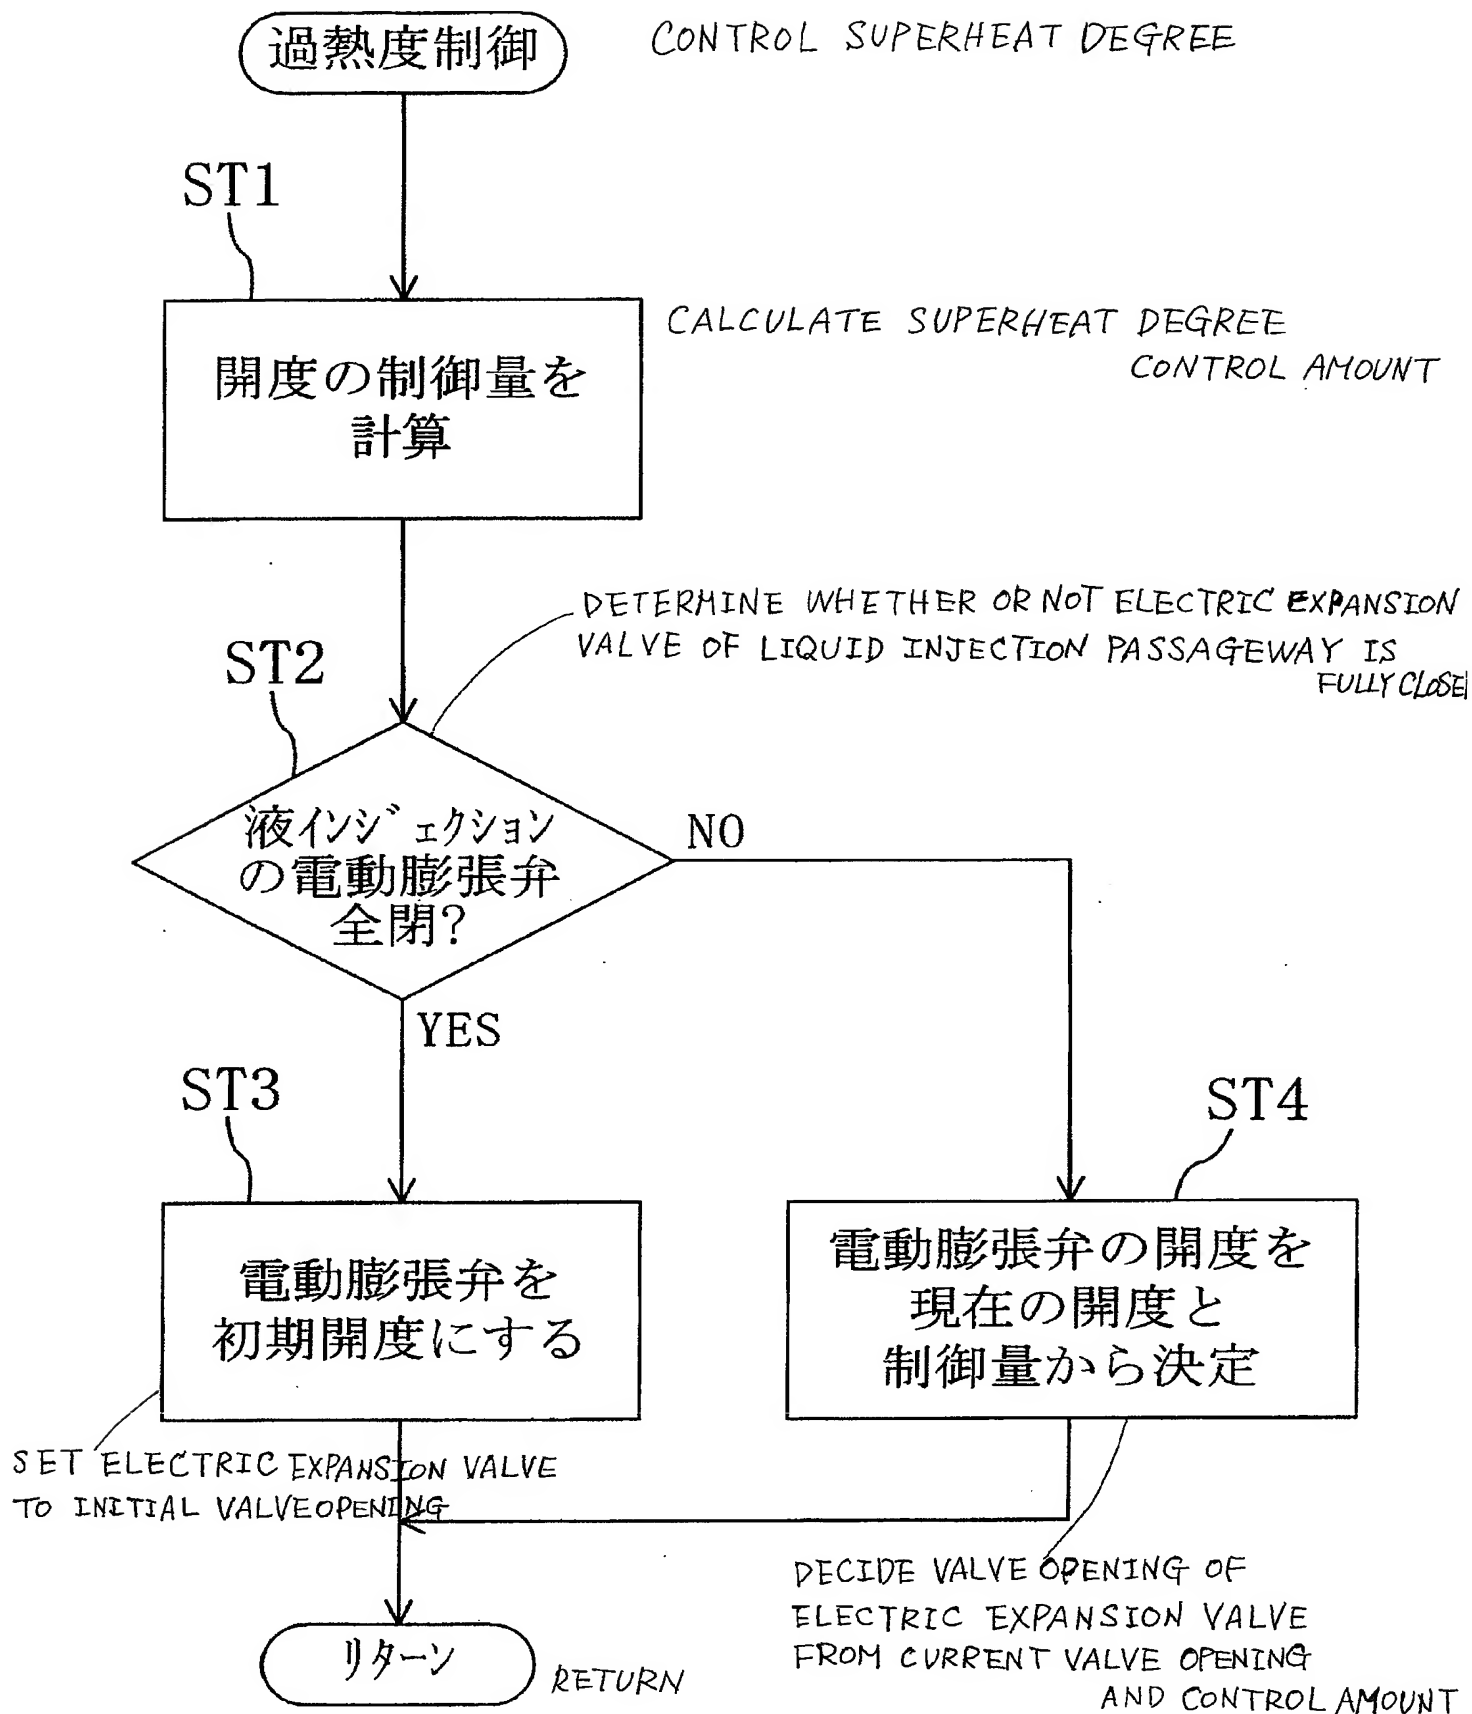 過熱度制御
CONTROL SUPERHEAT DEGREE
ST1
開度の制御量を
計算
CALCULATE SUPERHEAT DEGREE
CONTROL AMOUNT
DETERMINE WHETHER OR NOT ELECTRIC EXPANSION
VALVE OF LIQUID INJECTION PASSAGEWAY IS
FULLY CLOSE
ST2
液インジェクション
の電動膨張弁
全閉?
NO
YES
ST3
電動膨張弁を
初期開度にする
SET ELECTRIC EXPANSION VALVE
TO INITIAL VALVE OPENING
ST4
電動膨張弁の開度を
現在の開度と
制御量から決定
DECIDE VALVE OPENING OF
ELECTRIC EXPANSION VALVE
FROM CURRENT VALVE OPENING
AND CONTROL AMOUNT
リターン
RETURN